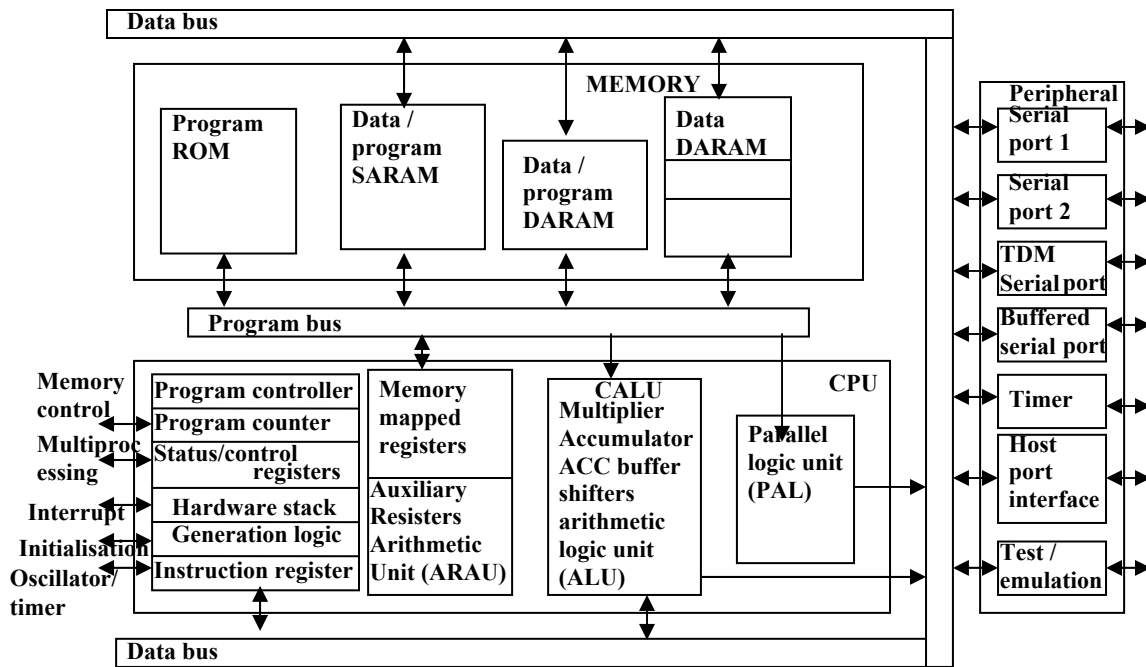 Data bus
MEMORY
Program
ROM
Data /
program
SARAM
Data /
program
DARAM
Data
DARAM
Program bus
CPU
Memory
control
Multiproc
essing
Interrupt
Initialisation
Oscillator/
timer
Program controller
Program counter
Status/control
registers
Hardware stack
Generation logic
Instruction register
Memory
mapped
registers
Auxiliary
Resisters
Arithmetic
Unit (ARAU)
CALU
Multiplier
Accumulator
ACC buffer
shifters
arithmetic
logic unit
(ALU)
Parallel
logic unit
(PAL)
Data bus
Peripheral
Serial
port 1
Serial
port 2
TDM
Serial port
Buffered
serial port
Timer
Host
port
interface
Test /
emulation